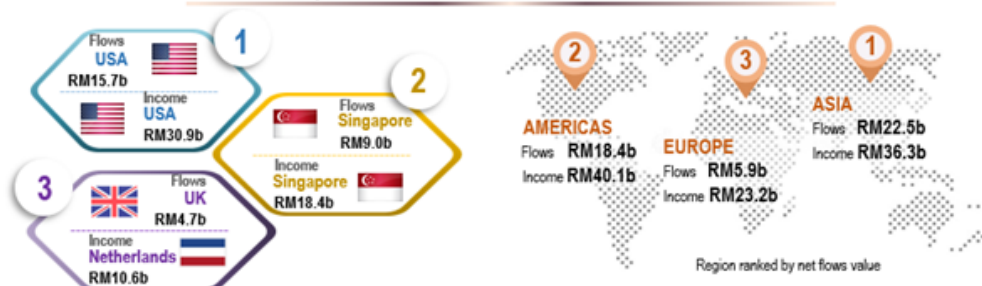 1
Flows
USA
RM15.7b
Income
USA
RM30.9b
2
Flows
Singapore
RM9.0b
Income
Singapore
RM18.4b
3
Flows
UK
RM4.7b
Income
Netherlands
RM10.6b
2
AMERICAS
Flows RM18.4b
Income RM40.1b
3
EUROPE
Flows RM5.9b
Income RM23.2b
1
ASIA
Flows RM22.5b
Income RM36.3b
Region ranked by net flows value